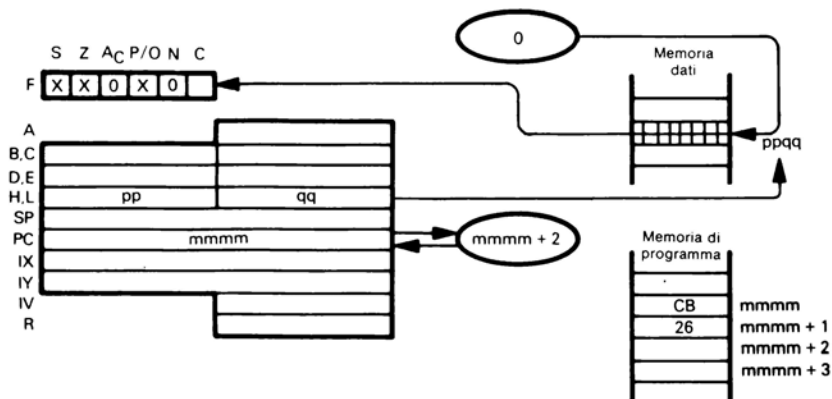 S Z AC P/O N C
F X X 0 X 0
0
Memoria
dati
ppqq
A
B,C
D,E
H,L pp qq
SP
PC mmmm
mmmm + 2
IX
IY
IV
R
Memoria di
programma
CB mmmm
26 mmmm + 1
mmmm + 2
mmmm + 3